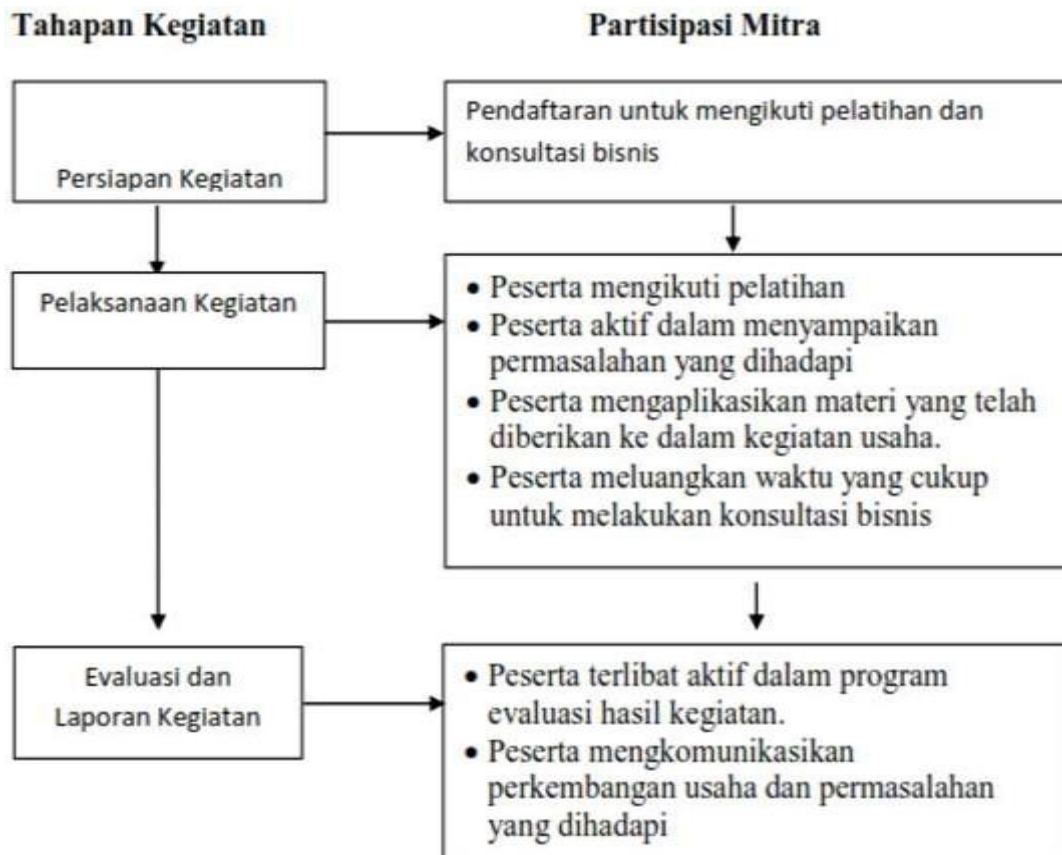 Tahapan Kegiatan
Partisipasi Mitra
Persiapan Kegiatan
Pendaftaran untuk mengikuti pelatihan dan
konsultasi bisnis
Pelaksanaan Kegiatan
• Peserta mengikuti pelatihan
• Peserta aktif dalam menyampaikan
permasalahan yang dihadapi
• Peserta mengaplikasikan materi yang telah
diberikan ke dalam kegiatan usaha.
• Peserta meluangkan waktu yang cukup
untuk melakukan konsultasi bisnis
Evaluasi dan
Laporan Kegiatan
• Peserta terlibat aktif dalam program
evaluasi hasil kegiatan.
• Peserta mengkomunikasikan
perkembangan usaha dan permasalahan
yang dihadapi